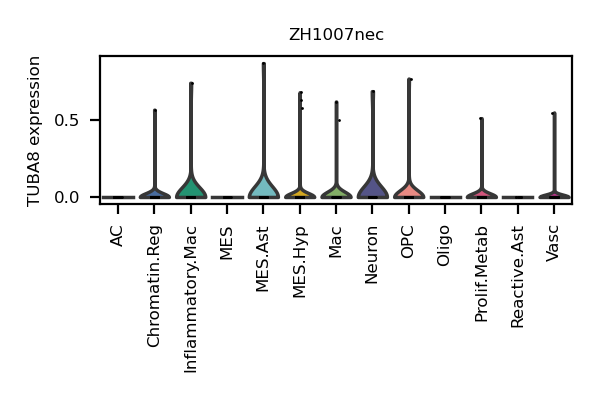 ZH1007nec
TUBA8 expression
0.5
0.0
AC
Chromatin.Reg
Inflammatory.Mac
MES
MES.Ast
MES.Hyp
Mac
Neuron
OPC
Oligo
Prolif.Metab
Reactive.Ast
Vasc